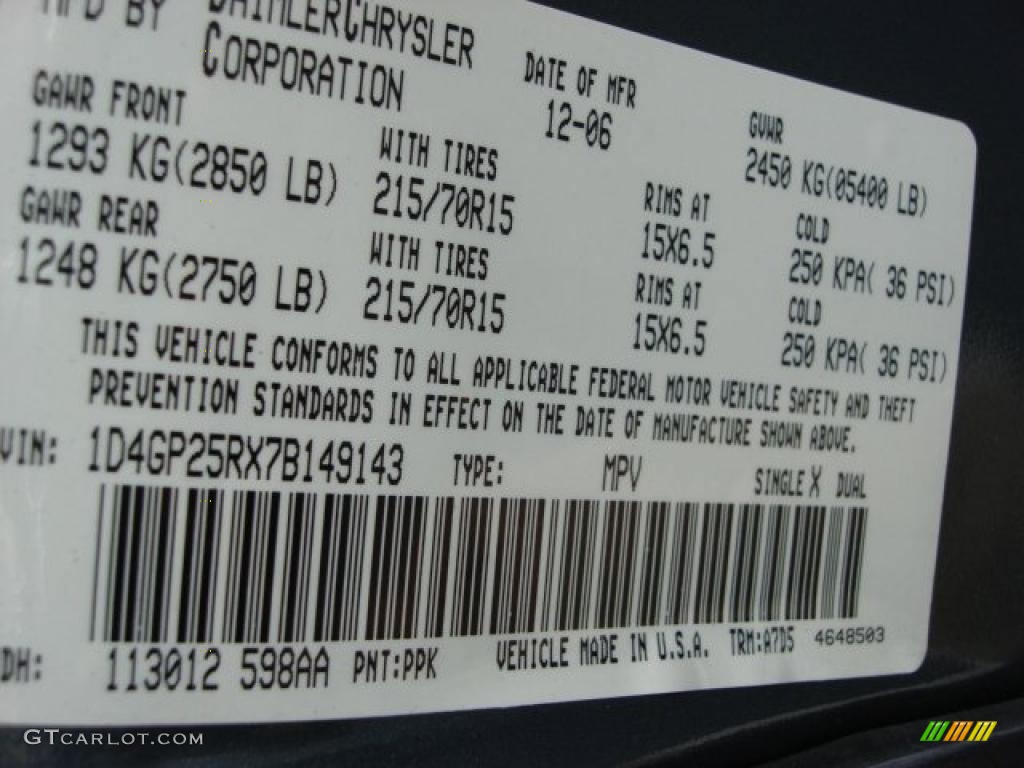 MFD BY DAIMLERCHRYSLER CORPORATION
DATE OF MFR 12-06
GVWR 2450 KG(05400 LB)
GAWR FRONT 1293 KG(2850 LB)
WITH TIRES 215/70R15
RIMS AT 15X6.5
COLD 250 KPA( 36 PSI)
GAWR REAR 1248 KG(2750 LB)
WITH TIRES 215/70R15
RIMS AT 15X6.5
COLD 250 KPA( 36 PSI)
THIS VEHICLE CONFORMS TO ALL APPLICABLE FEDERAL MOTOR VEHICLE SAFETY AND THEFT
PREVENTION STANDARDS IN EFFECT ON THE DATE OF MANUFACTURE SHOWN ABOVE.
VIN: 1D4GP25RX7B149143 TYPE: MPV SINGLE X DUAL
DH: 113012 598AA PNT:PPK VEHICLE MADE IN U.S.A. TRM:A7D5 4648503
GTCARLOT.COM